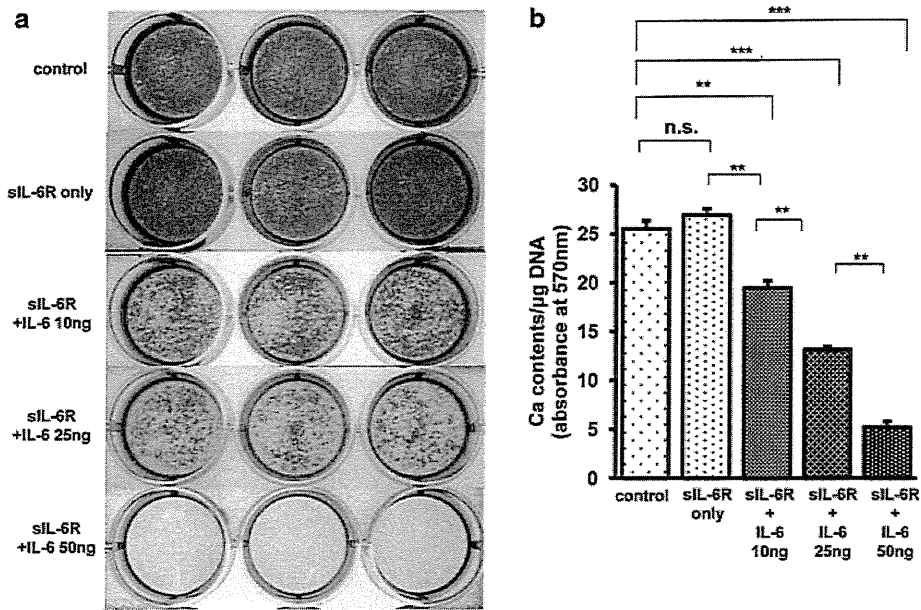 a
control
sIL-6R only
sIL-6R
+IL-6 10ng
sIL-6R
+IL-6 25ng
sIL-6R
+IL-6 50ng
b
***
***
**
n.s.
**
**
**
Ca contents/μg DNA
(absorbance at 570nm)
30
25
20
15
10
5
0
control
sIL-6R
only
sIL-6R
+
IL-6
10ng
sIL-6R
+
IL-6
25ng
sIL-6R
+
IL-6
50ng